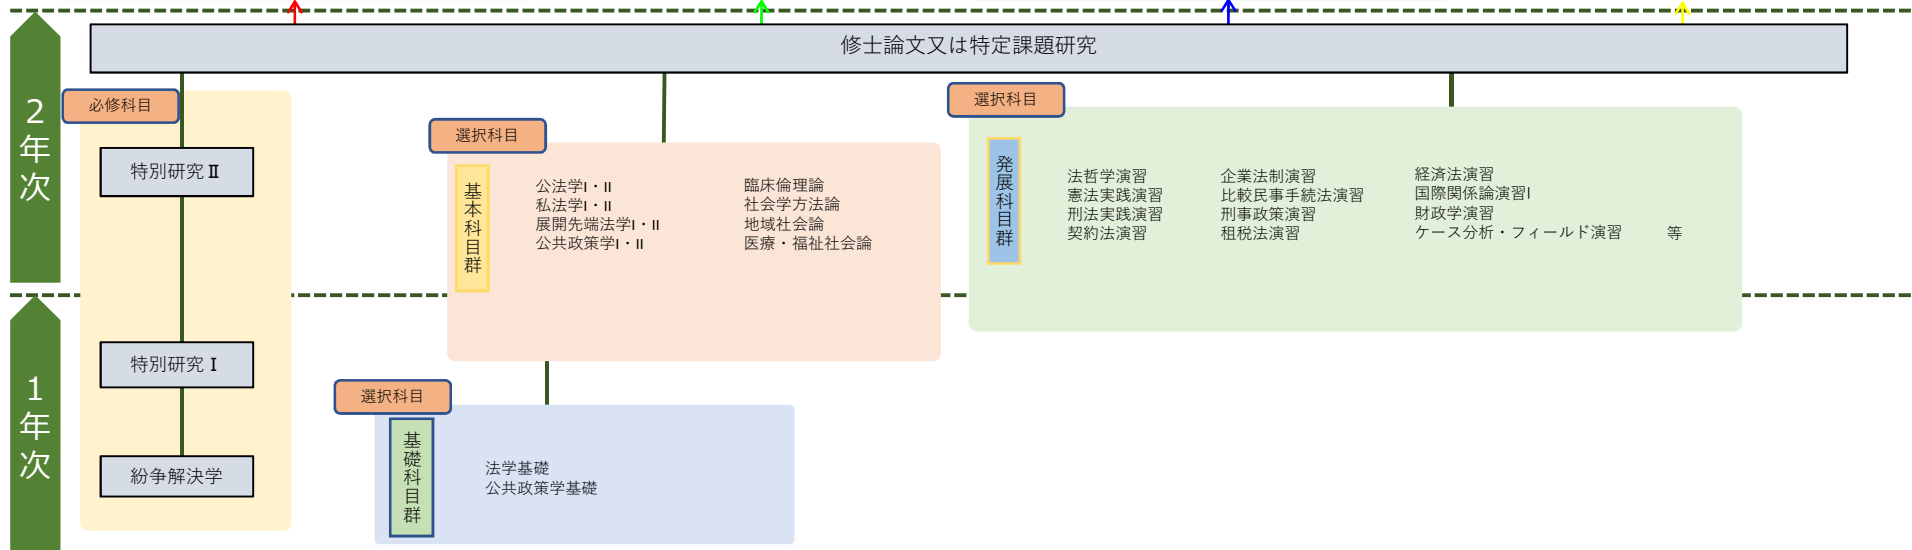 修士論文又は特定課題研究
2年次
必修科目
特別研究Ⅱ
特別研究Ⅰ
紛争解決学
1年次
選択科目
基本科目群
公法学Ⅰ・Ⅱ
私法学Ⅰ・Ⅱ
展開先端法学Ⅰ・Ⅱ
公共政策学Ⅰ・Ⅱ
臨床倫理論
社会学方法論
地域社会論
医療・福祉社会論
選択科目
発展科目群
法哲学演習
憲法実践演習
刑法実践演習
契約法演習
企業法制演習
比較民事手続法演習
刑事政策演習
租税法演習
経済法演習
国際関係論演習Ⅰ
財政学演習
ケース分析・フィールド演習 等
選択科目
基礎科目群
法学基礎
公共政策学基礎